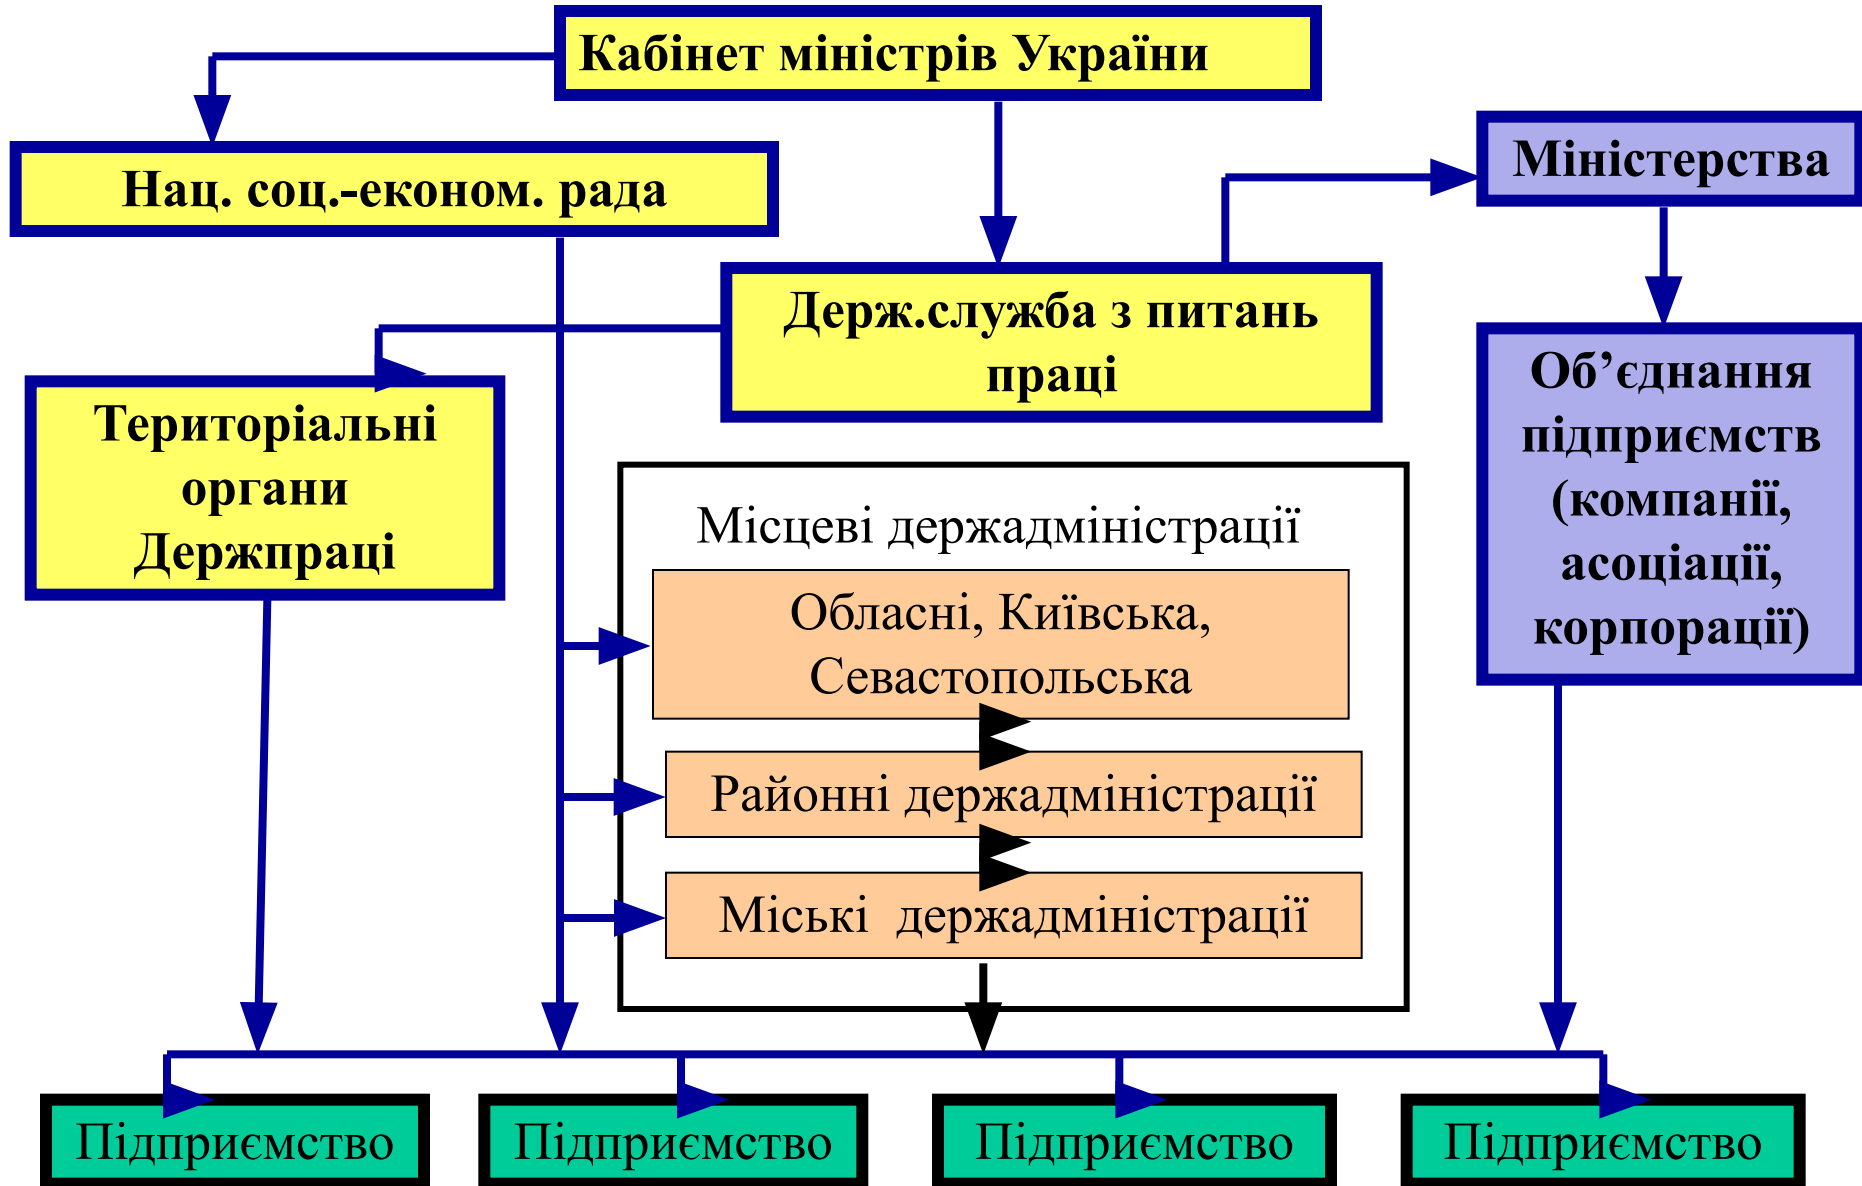 Кабінет міністрів України
Міністерства
Нац. соц.-економ. рада
Держ.служба з питань
праці
Територіальні
органи
Держпраці
Об’єднання
підприємств
(компанії,
асоціації,
корпорації)
Місцеві держадміністрації
Обласні, Київська,
Севастопольська
Районні держадміністрації
Міські  держадміністрації
Підприємство
Підприємство
Підприємство
Підприємство